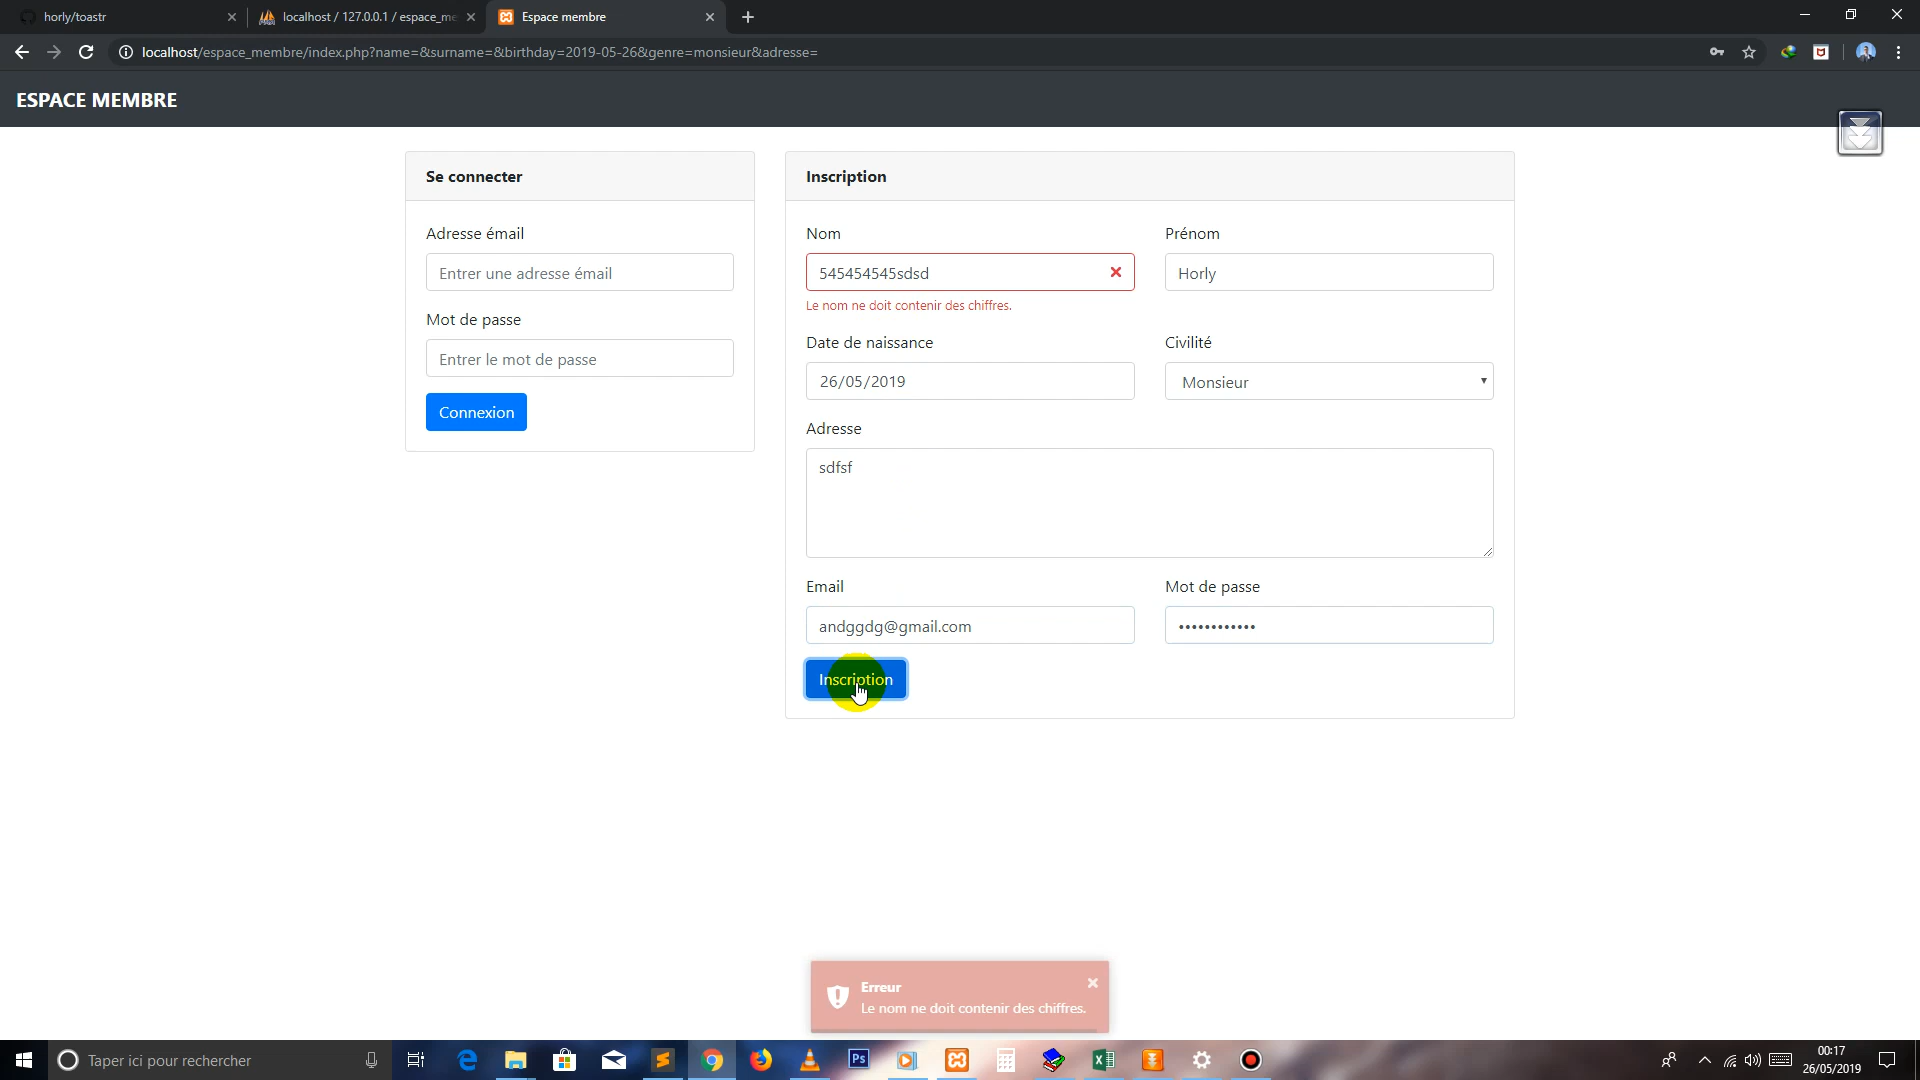 horly/toastr
localhost / 127.0.0.1 / espace_me
Espace membre
localhost/espace_membre/index.php?name=&surname=&birthday=2019-05-26&genre=monsieur&adresse=
ESPACE MEMBRE
Se connecter
Adresse émail
Entrer une adresse émail
Mot de passe
Entrer le mot de passe
Connexion
Inscription
Nom
Prénom
545454545sdsd
Horly
Le nom ne doit contenir des chiffres.
Date de naissance
Civilité
26/05/2019
Monsieur
Adresse
sdfsf
Email
Mot de passe
andggdg@gmail.com
••••••••••••
Inscription
Erreur
Le nom ne doit contenir des chiffres.
Taper ici pour rechercher
Ps
00:17
26/05/2019